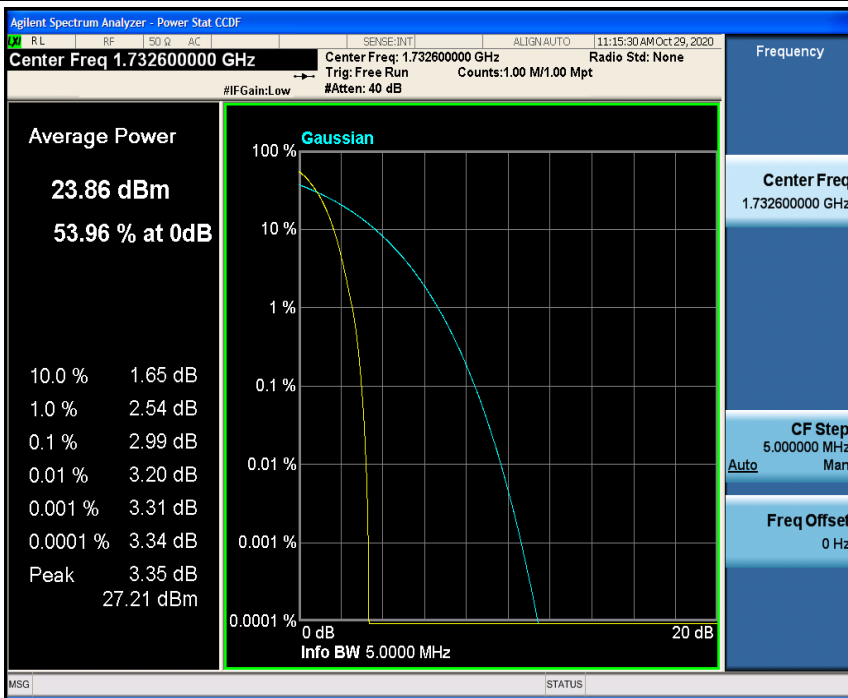 Agilent Spectrum Analyzer - Power Stat CCDF
LXI RL RF 50 Ω AC SENSE:INT ALIGN AUTO 11:15:30 AM Oct 29, 2020
Center Freq 1.732600000 GHz
Center Freq: 1.732600000 GHz Radio Std: None
Trig: Free Run Counts:1.00 M/1.00 Mpt
#IFGain:Low #Atten: 40 dB
Frequency
Average Power
23.86 dBm
53.96 % at 0dB
10.0 % 1.65 dB
1.0 % 2.54 dB
0.1 % 2.99 dB
0.01 % 3.20 dB
0.001 % 3.31 dB
0.0001 % 3.34 dB
Peak 3.35 dB
27.21 dBm
Gaussian
100 %
10 %
1 %
0.1 %
0.01 %
0.001 %
0.0001 %
0 dB 20 dB
Info BW 5.0000 MHz
Center Freq
1.732600000 GHz
CF Step
5.000000 MHz
Auto Man
Freq Offset
0 Hz
MSG STATUS